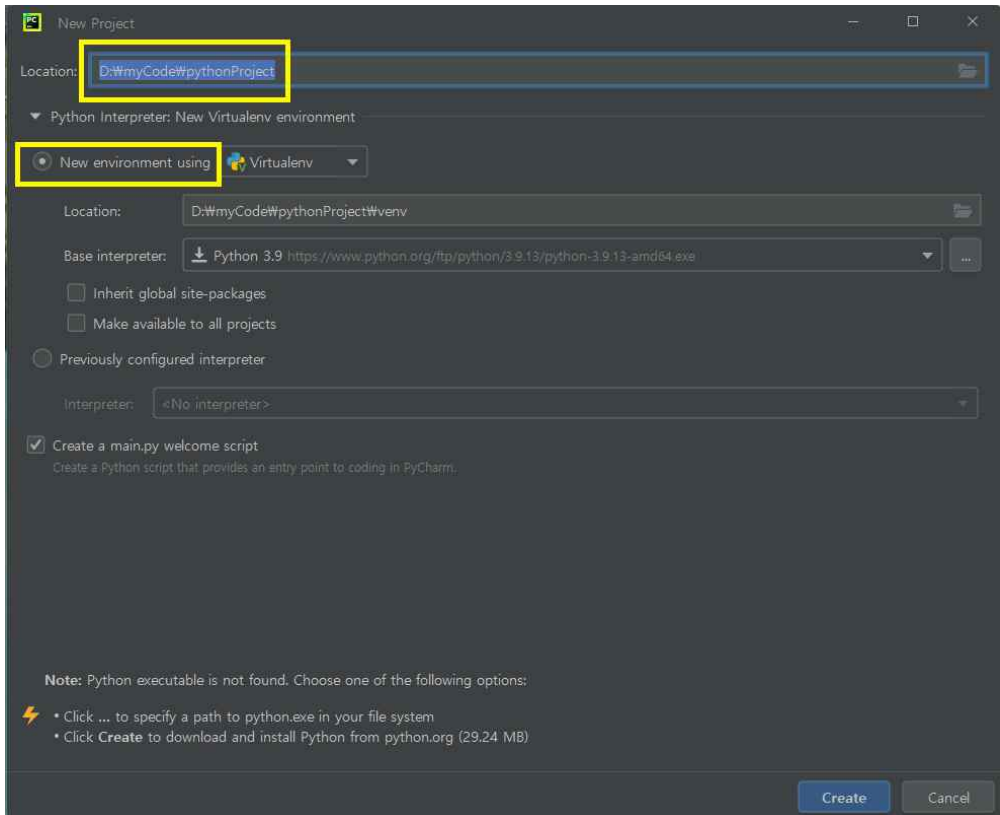 PC New Project
Location: D:₩myCode₩pythonProject
Python Interpreter: New Virtualenv environment
New environment using Virtualenv
Location: D:₩myCode₩pythonProject₩venv
Base interpreter: Python 3.9 https://www.python.org/ftp/python/3.9.13/python-3.9.13-amd64.exe ...
Inherit global site-packages
Make available to all projects
Previously configured interpreter
Interpreter: <No interpreter>
Create a main.py welcome script
Create a Python script that provides an entry point to coding in PyCharm.
Note: Python executable is not found. Choose one of the following options:
• Click ... to specify a path to python.exe in your file system
• Click Create to download and install Python from python.org (29.24 MB)
Create Cancel